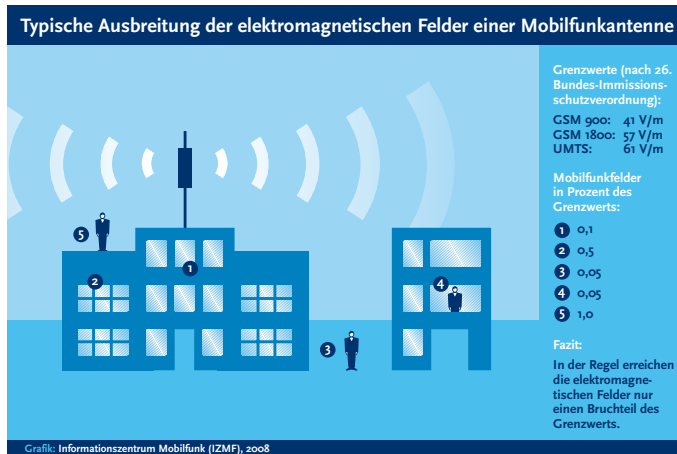 Typische Ausbreitung der elektromagnetischen Felder einer Mobilfunkantenne
Grenzwerte (nach 26.
Bundes-Immissions-
schutzverordnung):
GSM 900: 41 V/m
GSM 1800: 57 V/m
UMTS: 61 V/m
Mobilfunkfelder
in Prozent des
Grenzwerts:
1 0,1
2 0,5
3 0,05
4 0,05
5 1,0
Fazit:
In der Regel erreichen
die elektromagne-
tischen Felder nur
einen Bruchteil des
Grenzwerts.
5
2
1
4
3
Grafik: Informationszentrum Mobilfunk (IZMF), 2008